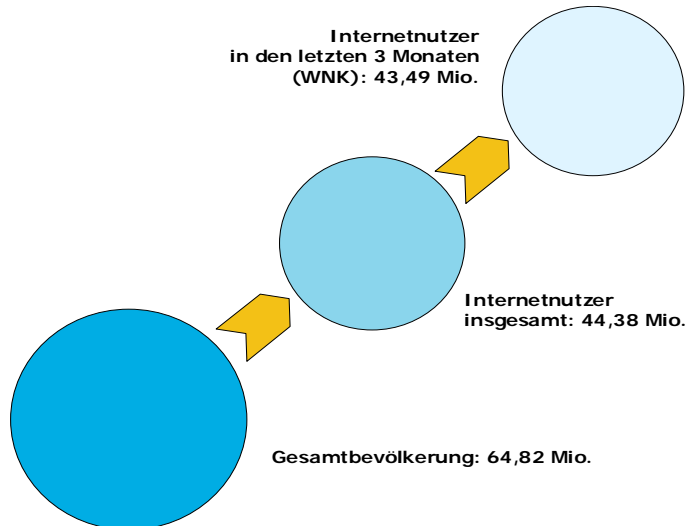 Internetnutzer
in den letzten 3 Monaten
(WNK): 43,49 Mio.
Internetnutzer
insgesamt: 44,38 Mio.
Gesamtbevölkerung: 64,82 Mio.